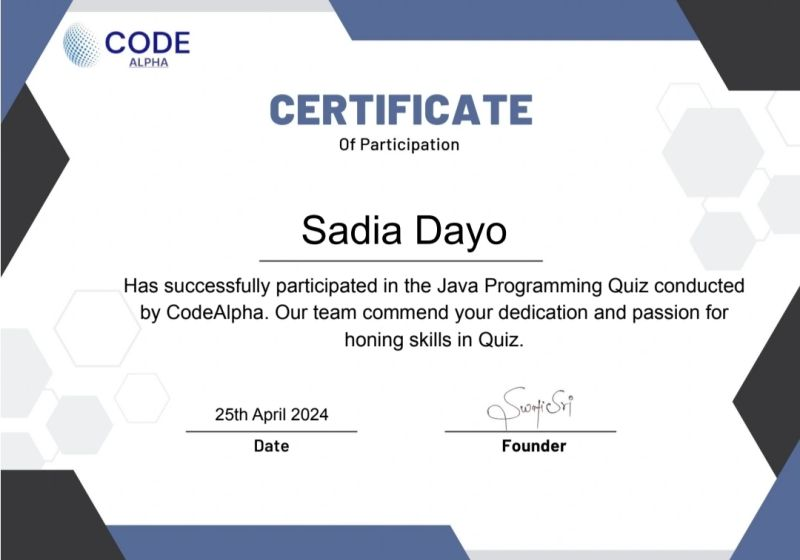 CODE
ALPHA
CERTIFICATE
Of Participation
Sadia Dayo
Has successfully participated in the Java Programming Quiz conducted
by CodeAlpha. Our team commend your dedication and passion for
honing skills in Quiz.
25th April 2024
Date
Founder